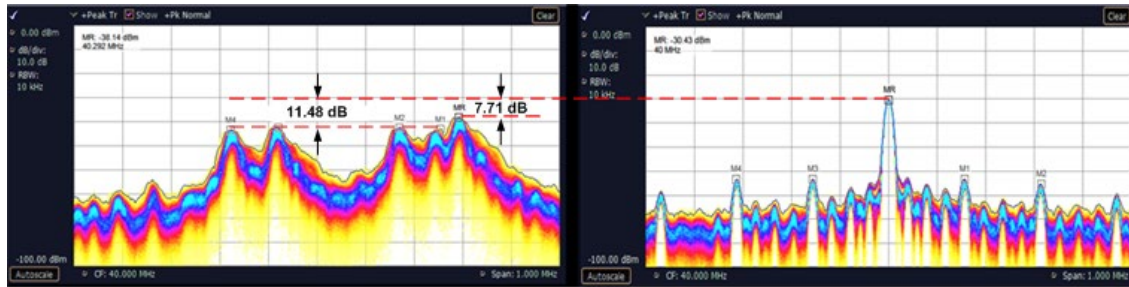 +Peak Tr Show +Pk Normal Clear
0.00 dBm
dB/div:
10.0 dB
RBW:
10 kHz
MR: -38.14 dBm
40.292 MHz
11.48 dB
7.71 dB
M4
M2
M1
MR
-100.00 dBm
Autoscale CF: 40.000 MHz Span: 1.000 MHz
+Peak Tr Show +Pk Normal Clear
0.00 dBm
dB/div:
10.0 dB
RBW:
10 kHz
MR: -30.43 dBm
40 MHz
MR
M4
M3
M1
M2
-100.00 dBm
Autoscale CF: 40.000 MHz Span: 1.000 MHz